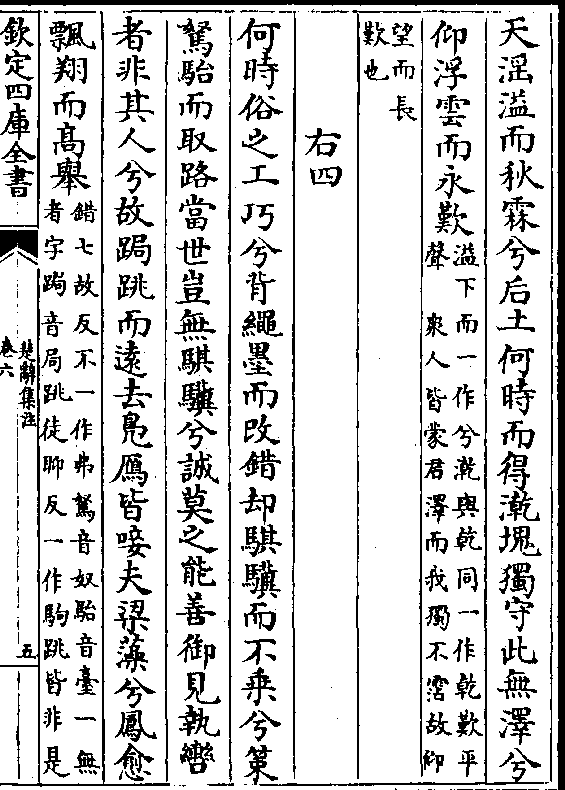 天淫溢而秋霖兮后土何時而得漧塊獨守此無澤兮
仰浮雲而永歎溢下而一作兮漧與乾同一作乾歎平
聲 衆人皆蒙君澤而我獨不霑故仰
望而長
歎也
右四
何時俗之工巧兮背繩墨而改錯却騏驥而不乗兮策
駑駘而取路當世豈無騏驥兮誠莫之能善御見執轡
者非其人兮故跼跳而逺去鳬鴈皆唼夫梁藻兮鳳愈
飄翔而髙舉錯七故反不一作弗駑音奴駘音臺一無
者字跼音局跳徒聊反一作駒跳皆非是
欽定四庫全書
楚辭集注
卷六
五